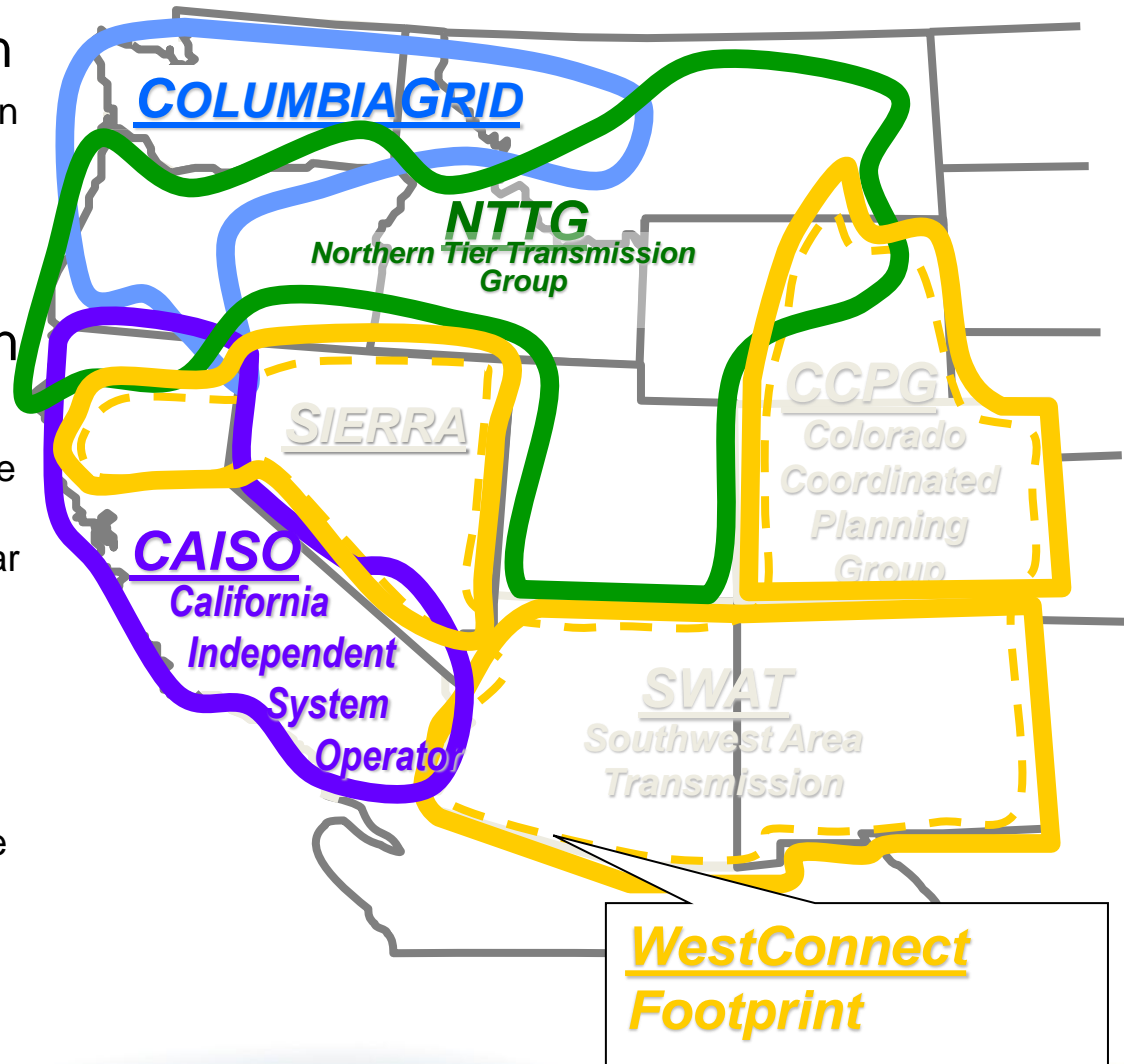 COLUMBIAGRID
NTTG
Northern Tier Transmission
Group
SIERRA
CCPG
Colorado
Coordinated
Planning
Group
CAISO
California
Independent
System
Operator
SWAT
Southwest Area
Transmission
WestConnect
Footprint